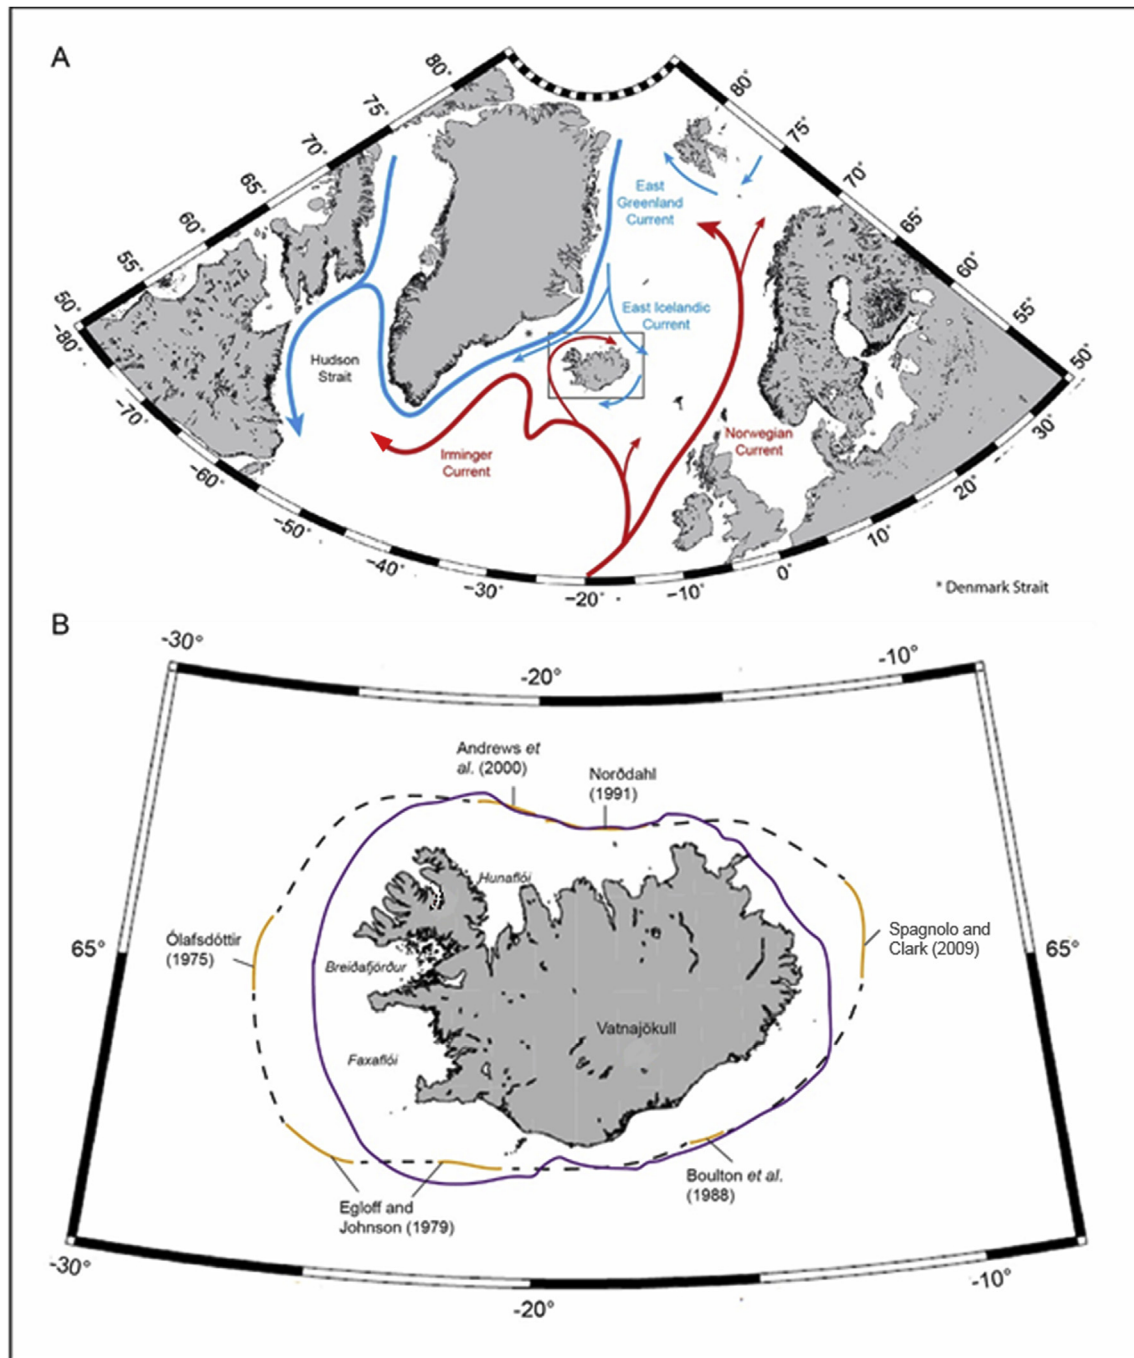 A
80°
75°
70°
65°
60°
55°
50°
-80°
-70°
-60°
-50°
-40°
-30°
-20°
-10°
0°
10°
20°
30°
50°
55°
60°
65°
70°
75°
80°
East
Greenland
Current
East Icelandic
Current
Hudson
Strait
*
Irminger
Current
Norwegian
Current
* Denmark Strait
B
-30°
-20°
-10°
Andrews et
al. (2000)
Norðdahl
(1991)
Hunaflói
Ólafsdóttir
(1975)
65°
Breiðafjörður
Spagnolo and
Clark (2009)
65°
Vatnajökull
Faxaflói
Boulton et al.
(1988)
Egloff and
Johnson (1979)
-30°
-20°
-10°